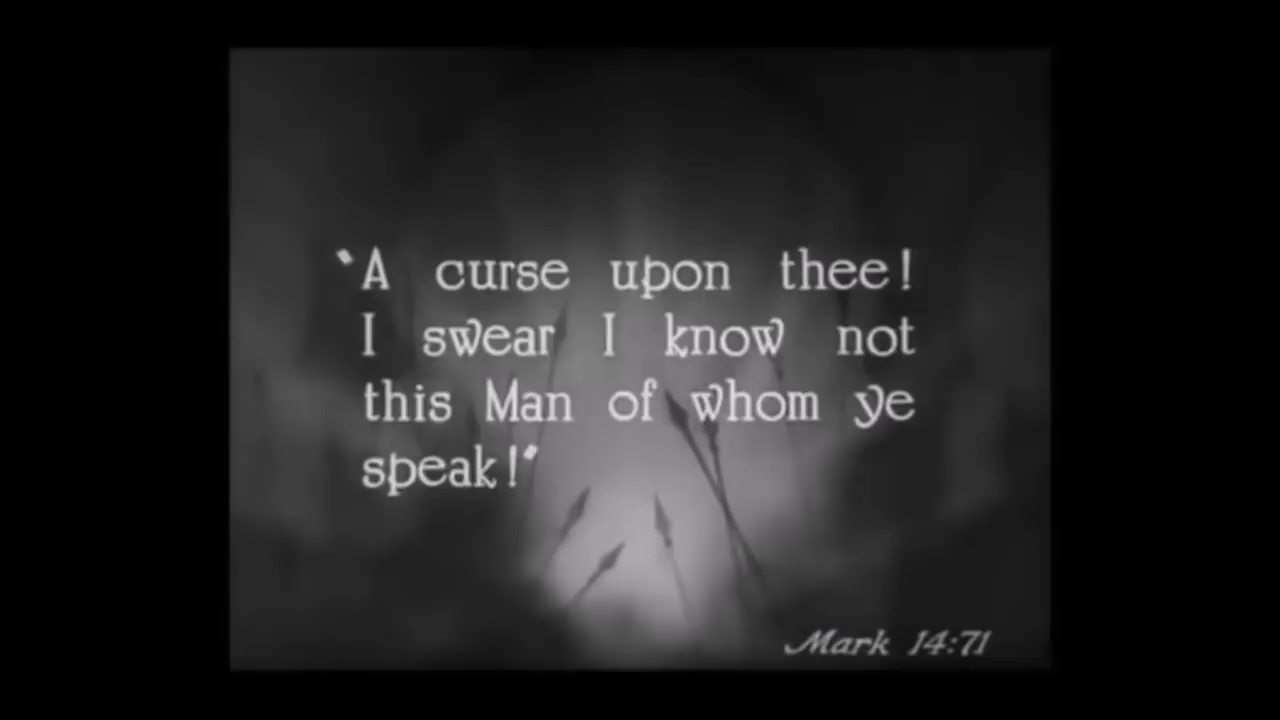 "A curse upon thee!
I swear I know not
this Man of whom ye
speak!"
Mark 14:71